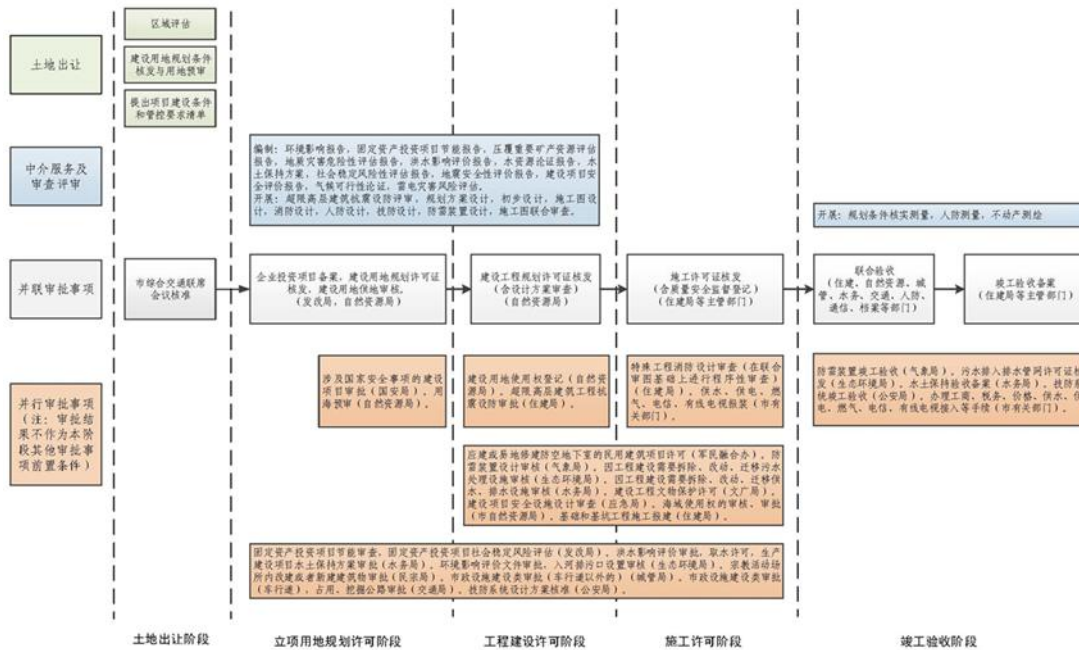 土地出让
区域评估
建设用地规划条件
核发与用地预审
提出项目建设条件
和管控要求清单
中介服务及
审查评审
编制：环境影响报告，固定资产投资项目节能报告，压覆重要矿产资源评估
报告，地质灾害危险性评估报告，洪水影响评价报告，水资源论证报告，水
土保持方案，社会稳定风险性评估报告，地震安全性评价报告，建设项目安
全评价报告，气候可行性论证，雷电灾害风险评估。
开展：超限高层建筑抗震设防评审，规划方案设计，初步设计，施工图设
计，消防设计，人防设计，技防设计，防雷装置设计，施工图联合审查。
开展：规划条件核实测量，人防测量，不动产测绘
并联审批事项
市综合交通联席
会议核准
企业投资项目备案，建设用地规划许可证
核发、建设用地供地审核。
（发改局，自然资源局）
建设工程规划许可证核发
（含设计方案审查）
（自然资源局）
施工许可证核发
（含质量安全监督登记）
（住建局等主管部门）
联合验收
（住建、自然资源、城
管、水务、交通、人防、
通信、档案等部门）
竣工验收备案
（住建局等主管部门）
并行审批事项
（注：审批结
果不作为本阶
段其他审批事
项前置条件）
涉及国家安全事项的建设
项目审批（国安局），用
海预审（自然资源局）。
建设用地使用权登记（自然资
源局），超限高层建筑工程抗
震设防审批（住建局）。
特殊工程消防设计审查（在联合
审图基础上进行程序性审查）
（住建局），供水、供电、燃
气、电信、有线电视报装（市有
关部门）。
防雷装置竣工验收（气象局），污水排入排水管网许可证核
发（生态环境局），水土保持验收备案（水务局），技防系
统竣工验收（公安局），办理工商、税务、价格、供水、供
电、燃气、电信、有线电视接入等手续（市有关部门）。
应建或易地修建防空地下室的民用建筑项目许可（军民融合办），防
雷装置设计审核（气象局），因工程建设需要拆除、改动、迁移污水
处理设施审核（生态环境局），因工程建设需要拆除、改动、迁移供
水、排水设施审核（水务局），建设工程文物保护许可（文广局），
建设项目安全设施设计审查（应急局），海域使用权的审核、审批
（市自然资源局），基础和基坑工程施工报建（住建局）。
固定资产投资项目节能审查，固定资产投资项目社会稳定风险评估（发改局），洪水影响评价审批，取水许可，生产
建设项目水土保持方案审批（水务局），环境影响评价文件审批、入河排污口设置审核（生态环境局），宗教活动场
所内改建或者新建建筑物审批（民宗局），市政设施建设类审批（车行道以外的）（城管局），市政设施建设类审批
（车行道），占用、挖掘公路审批（交通局），技防系统设计方案核准（公安局）。
土地出让阶段
立项用地规划许可阶段
工程建设许可阶段
施工许可阶段
竣工验收阶段